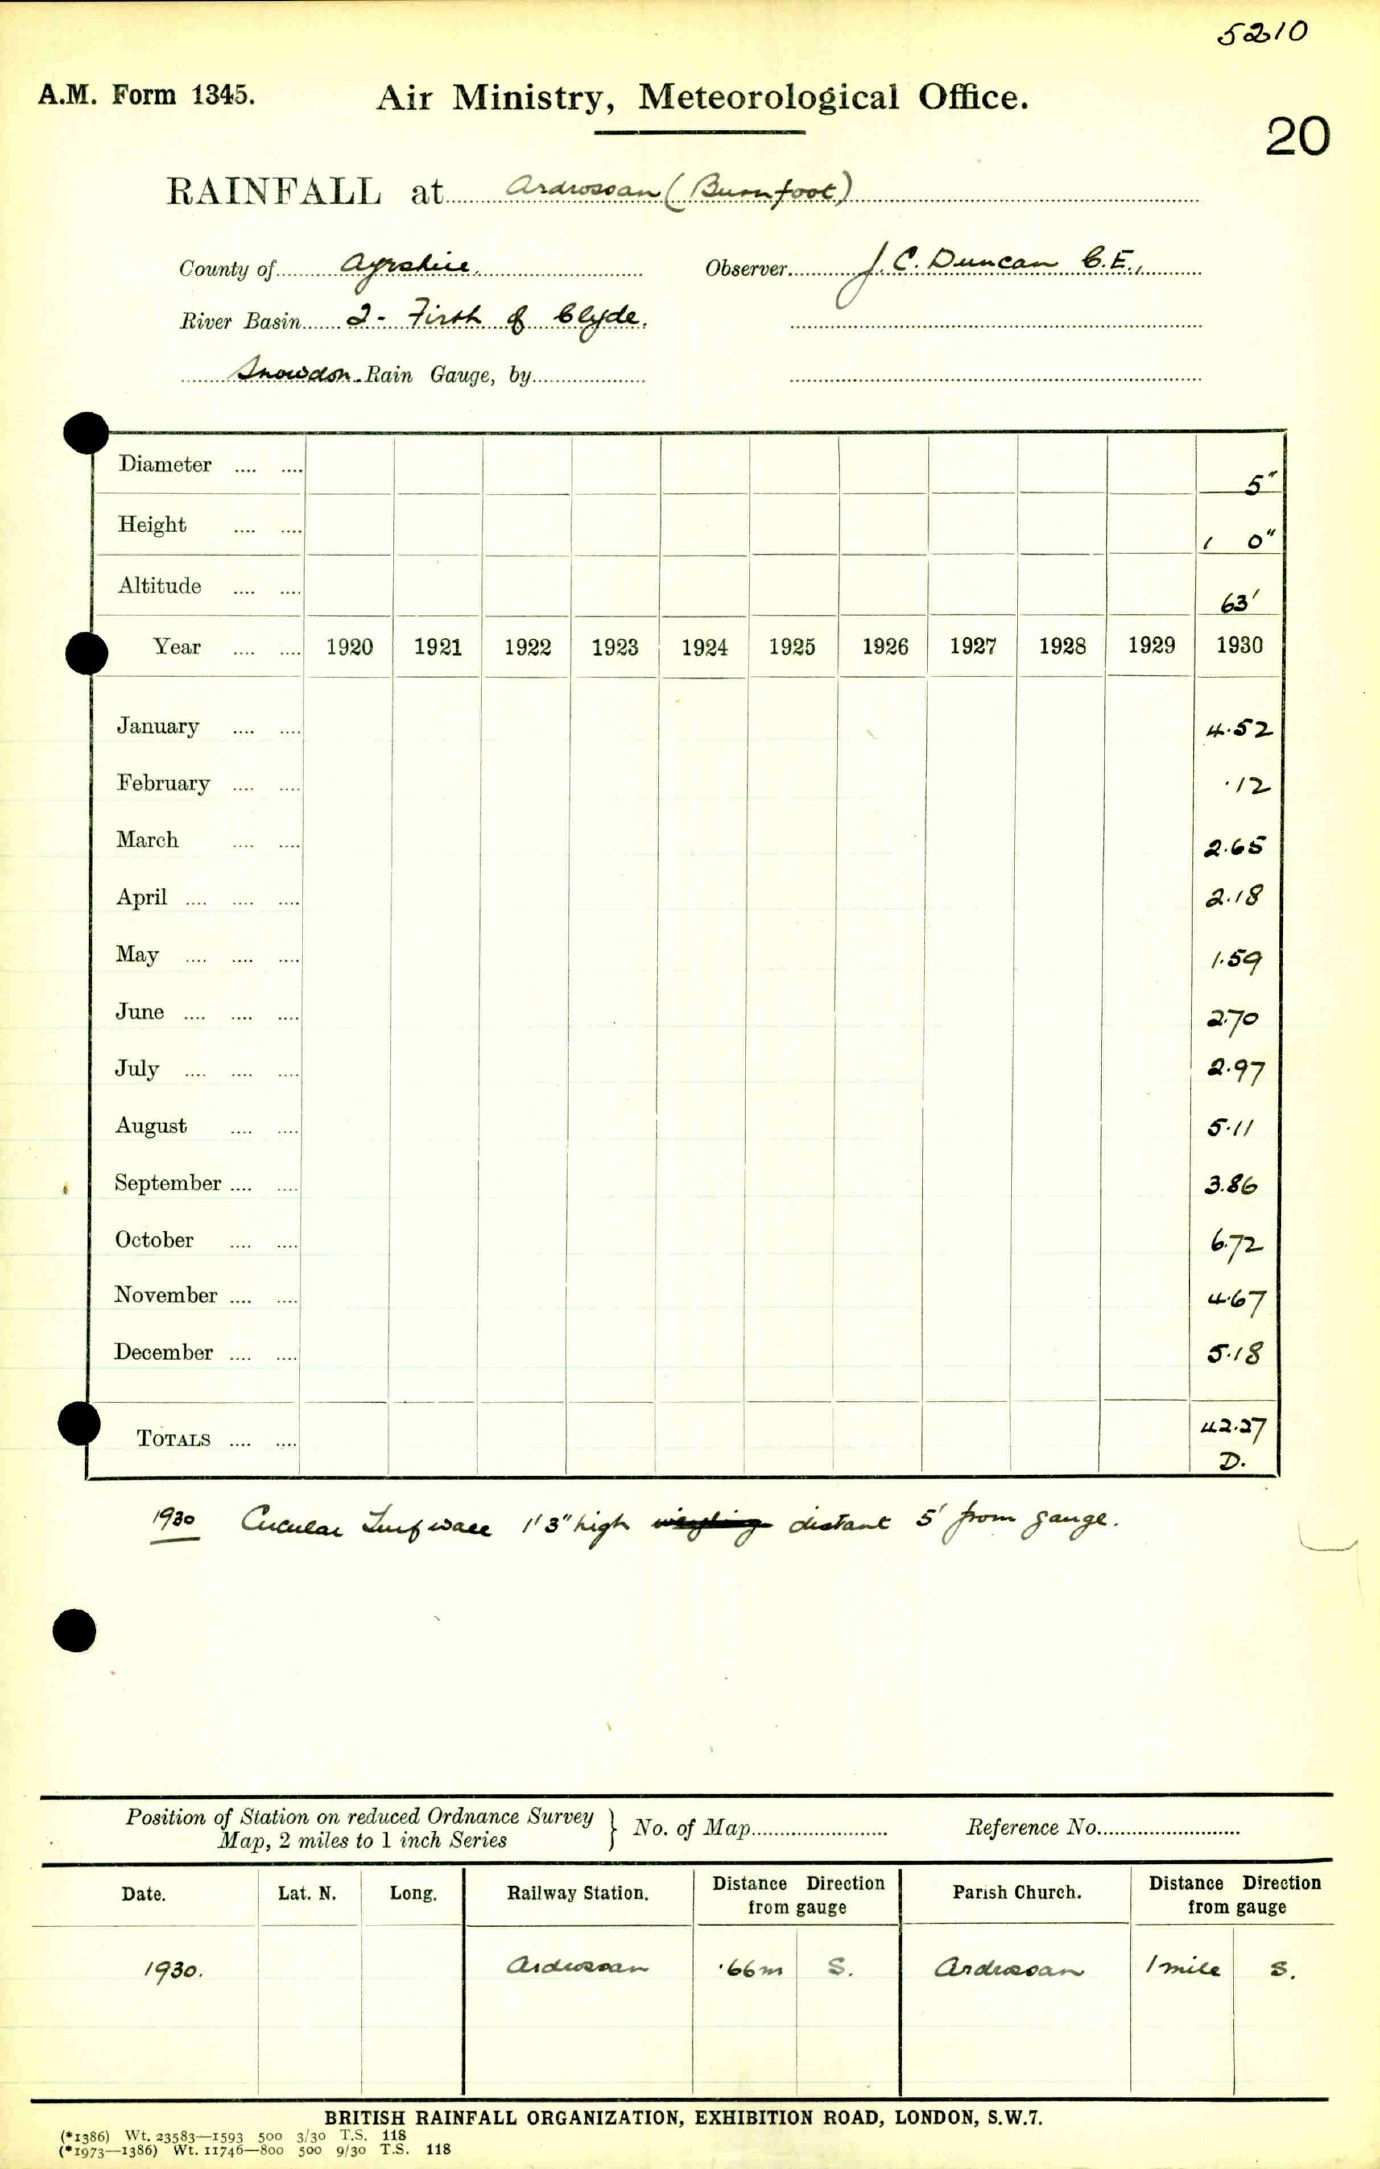 5210
A.M. Form 1345. Air Ministry, Meteorological Office.
20
RAINFALL at Ardrossan (Burnfoot)
County of Ayrshire. Observer J. C. Duncan C.E.,
River Basin 2 - Firth of Clyde.
Snowdon Rain Gauge, by
Diameter .... .... 5"
Height .... .... 1 0"
Altitude .... .... 63'
Year .... .... 1920 1921 1922 1923 1924 1925 1926 1927 1928 1929 1930
January .... .... 4.52
February .... .... .12
March .... .... 2.65
April .... .... .... 2.18
May .... .... .... 1.59
June .... .... .... 2.70
July .... .... .... 2.97
August .... .... 5.11
September .... .... 3.86
October .... .... 6.72
November .... .... 4.67
December .... .... 5.18
TOTALS .... .... 42.27
D.
1930 Circular Turf wall 1'3" high distant 5' from gauge.
Position of Station on reduced Ordnance Survey Map, 2 miles to 1 inch Series } No. of Map Reference No.
Date. Lat. N. Long. Railway Station. Distance from gauge Direction Parish Church. Distance from gauge Direction
1930. Ardrossan .66m S. Ardrossan 1 mile S.
BRITISH RAINFALL ORGANIZATION, EXHIBITION ROAD, LONDON, S.W.7.
(*1386) Wt. 23583—1593 500 3/30 T.S. 118
(*1973—1386) Wt. 11746—800 500 9/30 T.S. 118